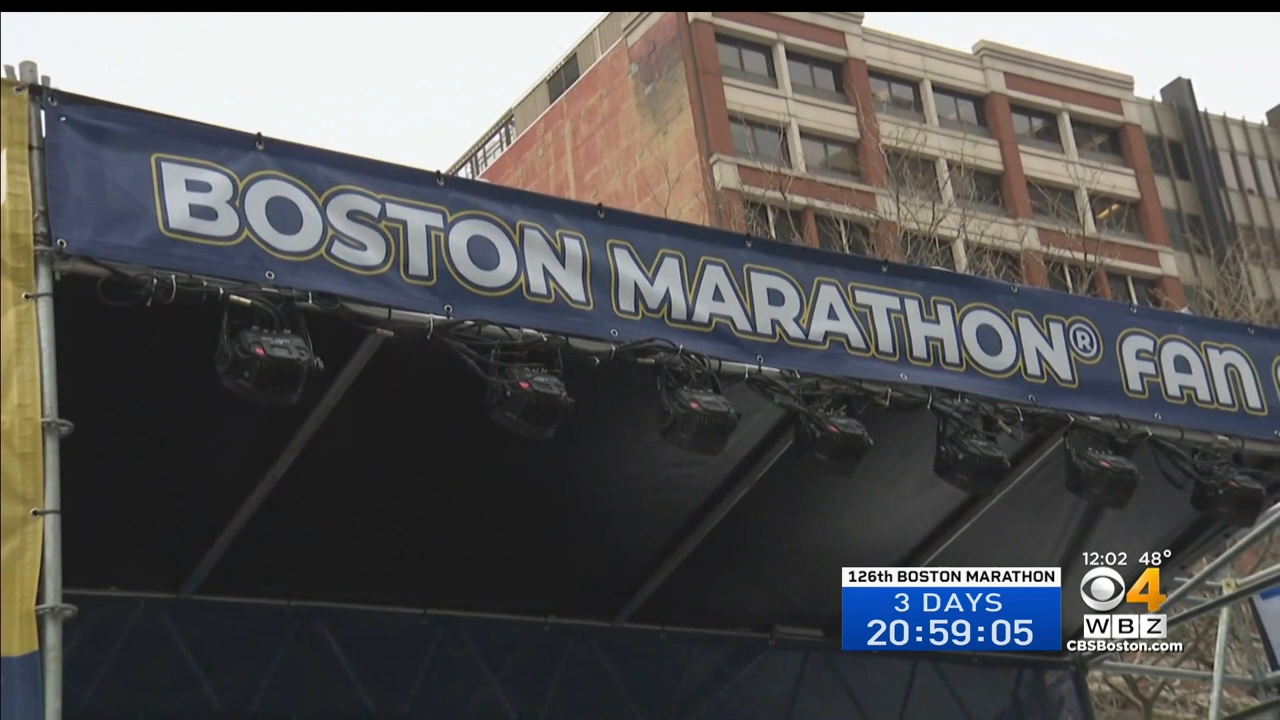 BOSTON MARATHON® FAN
12:02 48°
4
126th BOSTON MARATHON
3 DAYS
20:59:05
WBZ
CBSBoston.com